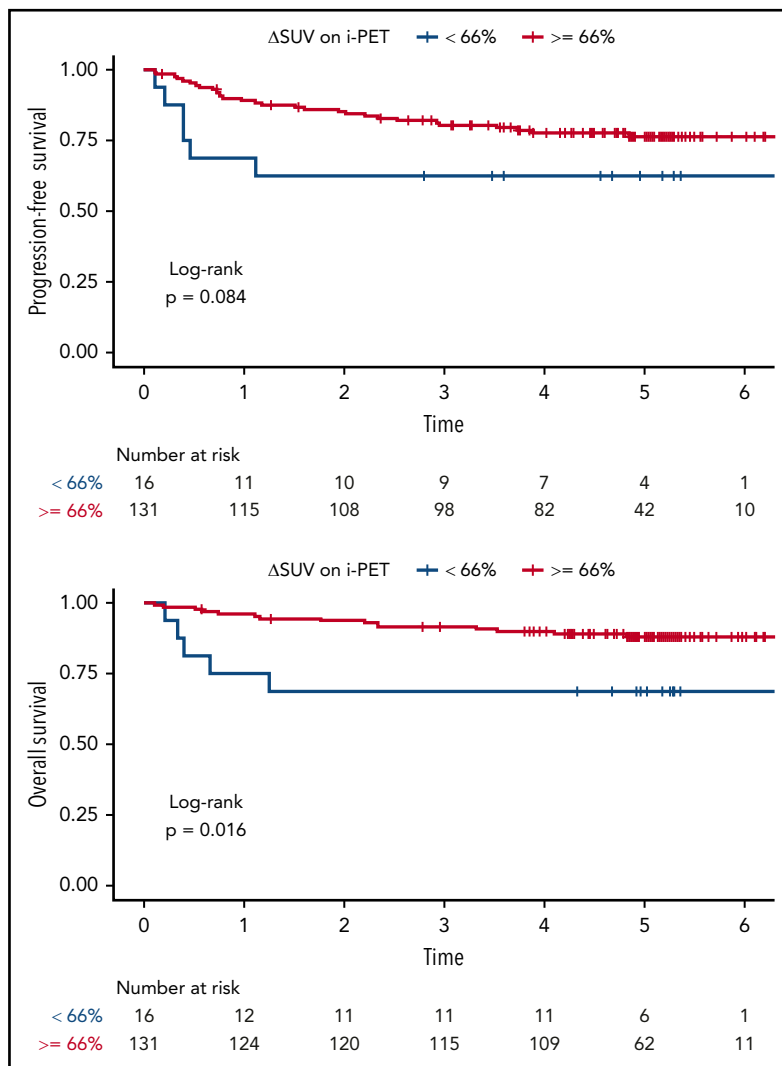 ΔSUV on i-PET < 66% >= 66%
1.00
0.75
0.50
0.25
0.00
Progression-free survival
Log-rank
p = 0.084
0 1 2 3 4 5 6
Time
Number at risk
< 66% 16 11 10 9 7 4 1
>= 66% 131 115 108 98 82 42 10
ΔSUV on i-PET < 66% >= 66%
1.00
0.75
0.50
0.25
0.00
Overall survival
Log-rank
p = 0.016
0 1 2 3 4 5 6
Time
Number at risk
< 66% 16 12 11 11 11 6 1
>= 66% 131 124 120 115 109 62 11